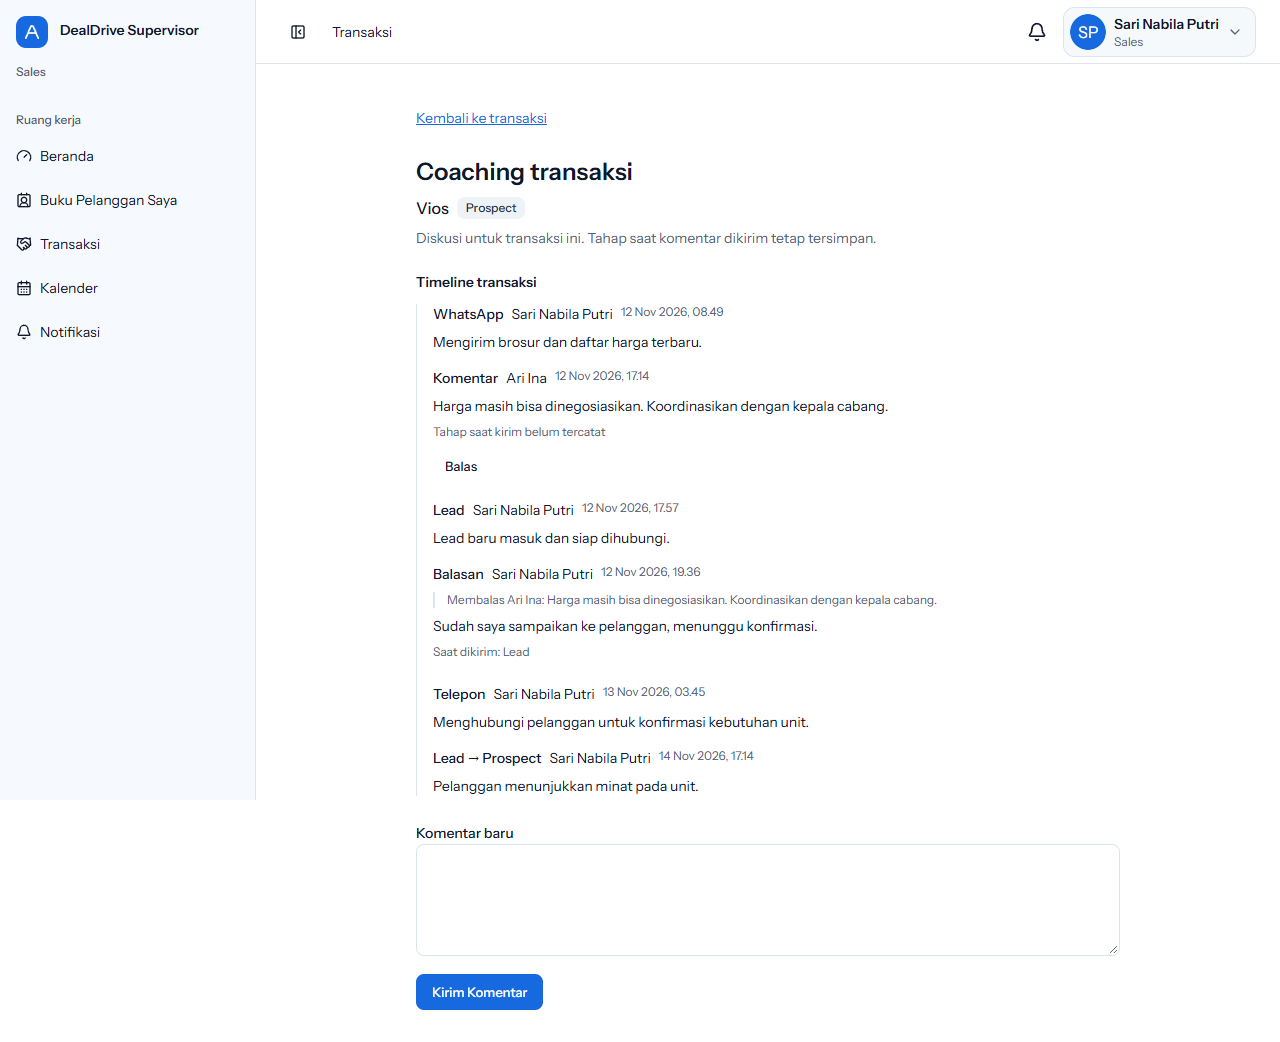 DealDrive Supervisor
Sales
Ruang kerja
Beranda
Buku Pelanggan Saya
Transaksi
Kalender
Notifikasi
Transaksi
SP
Sari Nabila Putri
Sales
Kembali ke transaksi
Coaching transaksi
Vios Prospect
Diskusi untuk transaksi ini. Tahap saat komentar dikirim tetap tersimpan.
Timeline transaksi
WhatsApp Sari Nabila Putri 12 Nov 2026, 08.49
Mengirim brosur dan daftar harga terbaru.
Komentar Ari Ina 12 Nov 2026, 17.14
Harga masih bisa dinegosiasikan. Koordinasikan dengan kepala cabang.
Tahap saat kirim belum tercatat
Balas
Lead Sari Nabila Putri 12 Nov 2026, 17.57
Lead baru masuk dan siap dihubungi.
Balasan Sari Nabila Putri 12 Nov 2026, 19.36
Membalas Ari Ina: Harga masih bisa dinegosiasikan. Koordinasikan dengan kepala cabang.
Sudah saya sampaikan ke pelanggan, menunggu konfirmasi.
Saat dikirim: Lead
Telepon Sari Nabila Putri 13 Nov 2026, 03.45
Menghubungi pelanggan untuk konfirmasi kebutuhan unit.
Lead → Prospect Sari Nabila Putri 14 Nov 2026, 17.14
Pelanggan menunjukkan minat pada unit.
Komentar baru
Kirim Komentar